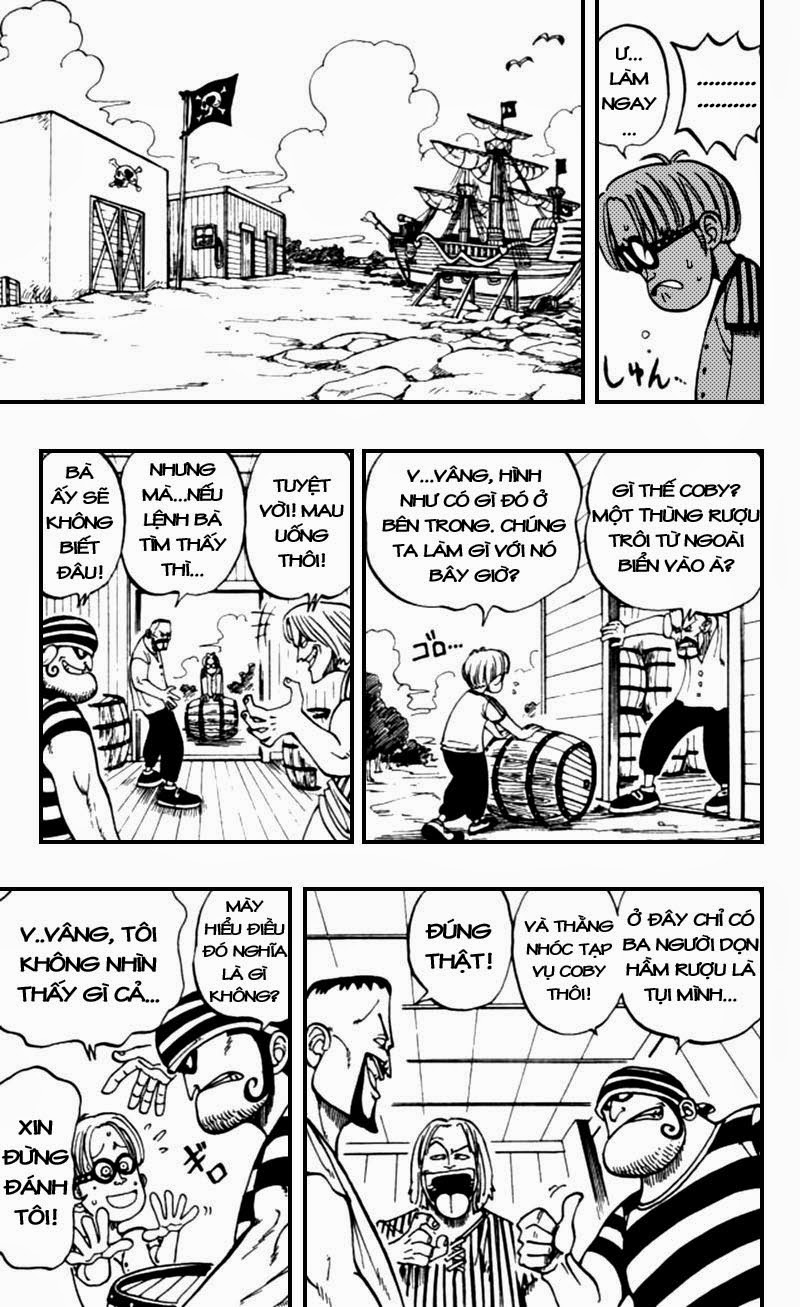 ............
............
Ư...
LÀM
NGAY
...
しゅん...
GÌ THẾ COBY?
MỘT THÙNG RƯỢU
TRÔI TỪ NGOÀI
BIỂN VÀO À?
V...VÂNG, HÌNH
NHƯ CÓ GÌ ĐÓ Ở
BÊN TRONG. CHÚNG
TA LÀM GÌ VỚI NÓ
BÂY GIỜ?
ゴロ...
TUYỆT
VỜI! MAU
UỐNG
THÔI!
NHƯNG
MÀ...NẾU
LỆNH BÀ
TÌM THẤY
THÌ...
BÀ
ẤY SẼ
KHÔNG
BIẾT
ĐÂU!
Ở ĐÂY CHỈ CÓ
BA NGƯỜI DỌN
HẦM RƯỢU LÀ
TỤI MÌNH...
VÀ THẰNG
NHÓC TẠP
VỤ COBY
THÔI!
ĐÚNG
THẬT!
MÀY
HIỂU ĐIỀU
ĐÓ NGHĨA
LÀ GÌ
KHÔNG?
V..VÂNG, TÔI
KHÔNG NHÌN
THẤY GÌ CẢ...
ギロ
XIN
ĐỪNG
ĐÁNH
TÔI!